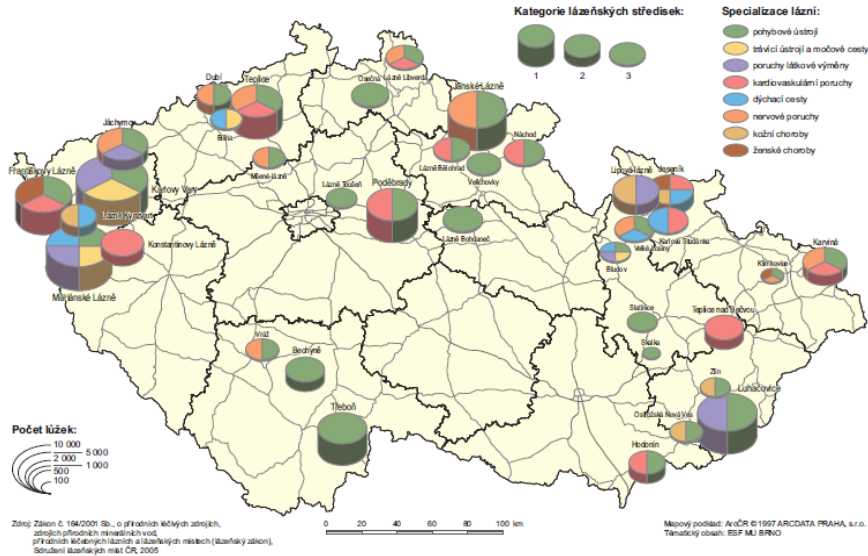 Kategorie lázeňských středisek:
1
2
3
Specializace lázní:
pohybové ústrojí
trávicí ústrojí a močové cesty
poruchy látkové výměny
kardiovaskulární poruchy
dýchací cesty
nervové poruchy
kožní choroby
ženské choroby
Lázně Libverda
Osečná
Dubí
Teplice
Bílina
Janské Lázně
Jáchymov
Mšené-lázně
Lázně Bělohrad
Náchod
Velichovky
Františkovy Lázně
Karlovy Vary
Lázně Toušeň
Poděbrady
Lipová-lázně
Jeseník
Lázně Kynžvart
Konstantinovy Lázně
Lázně Bohdaneč
Velké Losiny
Karlova Studánka
Bludov
Klimkovice
Karviná
Mariánské Lázně
Slatinice
Teplice nad Bečvou
Skalka
Vráž
Bechyně
Zlín
Luhačovice
Třeboň
Ostrožská Nová Ves
Hodonín
Počet lůžek:
10 000
5 000
2 000
1 000
500
100
Zdroj: Zákon č. 164/2001 Sb., o přírodních léčivých zdrojích,
zdrojích přírodních minerálních vod,
přírodních léčebných lázních a lázeňských místech (lázeňský zákon),
Sdružení lázeňských míst ČR, 2005
0 20 40 60 80 100 km
Mapový podklad: ArcČR ©1997 ARCDATA PRAHA, s.r.o.
Tématický obsah: ESF MU BRNO